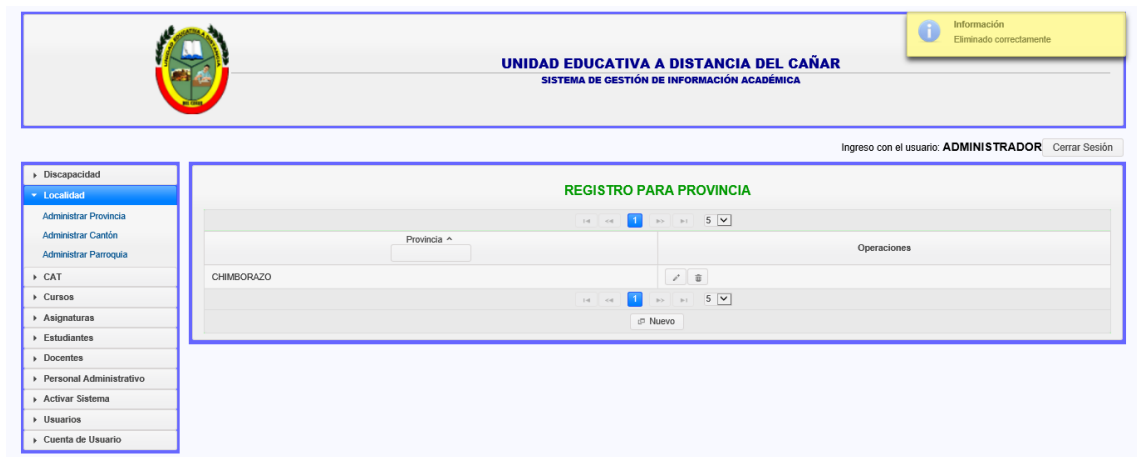 Información
Eliminado correctamente
UNIDAD EDUCATIVA A DISTANCIA DEL CAÑAR
SISTEMA DE GESTIÓN DE INFORMACIÓN ACADÉMICA
Ingreso con el usuario: ADMINISTRADOR Cerrar Sesión
Discapacidad
Localidad
Administrar Provincia
Administrar Cantón
Administrar Parroquia
CAT
Cursos
Asignaturas
Estudiantes
Docentes
Personal Administrativo
Activar Sistema
Usuarios
Cuenta de Usuario
REGISTRO PARA PROVINCIA
1 5
Provincia Operaciones
CHIMBORAZO
1 5
Nuevo